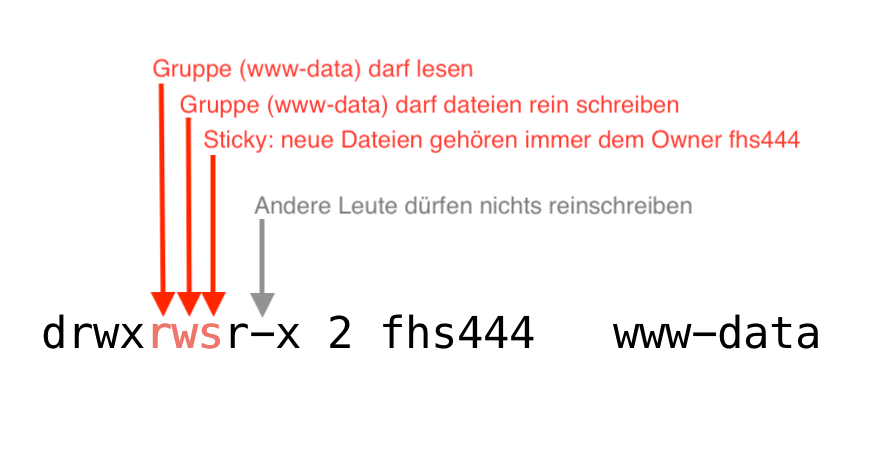 Gruppe (www-data) darf lesen
Gruppe (www-data) darf dateien rein schreiben
Sticky: neue Dateien gehören immer dem Owner fhs444
Andere Leute dürfen nichts reinschreiben
drwxrwsr-x 2 fhs444 www-data